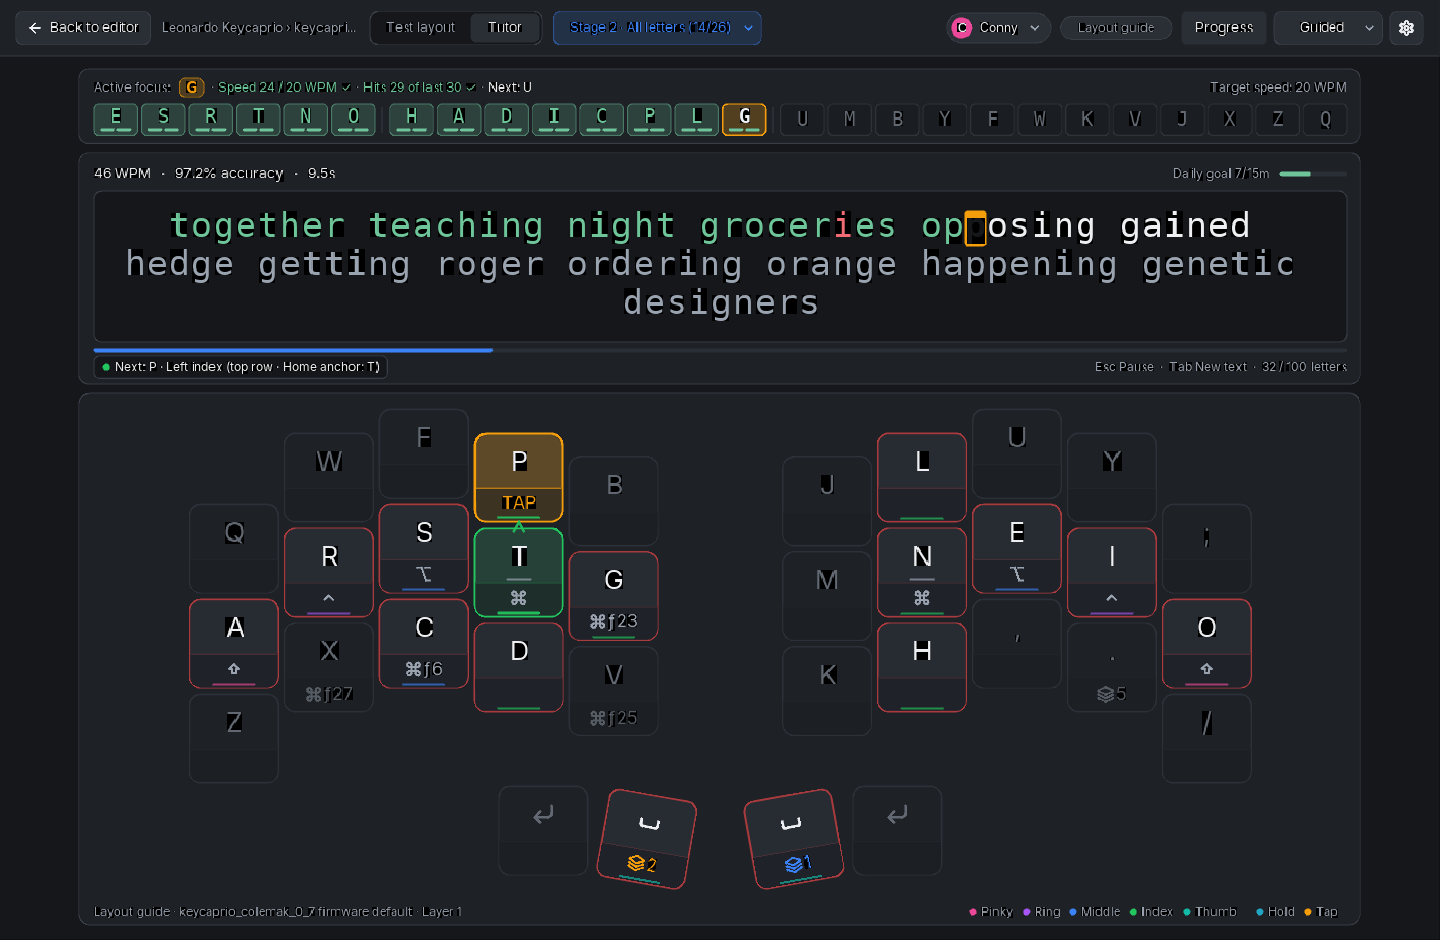 Back to editor Leonardo Keycaprio › keycapri... Test layout Tutor Stage 2 · All letters (14/26) C Conny Layout guide Progress Guided
Active focus: G · Speed 24 / 20 WPM ✓ · Hits 29 of last 30 ✓ · Next: U Target speed: 20 WPM
E S R T N O H A D I C P L G U M B Y F W K V J X Z Q
46 WPM · 97.2% accuracy · 9.5s Daily goal 7/15m
together teaching night groceries opposing gained
hedge getting roger ordering orange happening genetic
designers
Next: P · Left index (top row · Home anchor: T) Esc Pause · Tab New text · 32 / 100 letters
F U
W P L Y
TAP
B J
Q S E ;
⌥ ⌥
R T N I
^ ⌘ ⌘ ^
G M
⌘ƒ23
A C , O
⇧ ⌘ƒ6 ⇧
X D H .
⌘ƒ27 5
V K
⌘ƒ25
Z /
2 1
Layout guide · keycaprio_colemak_0_7 firmware default · Layer 1 Pinky Ring Middle Index Thumb Hold Tap